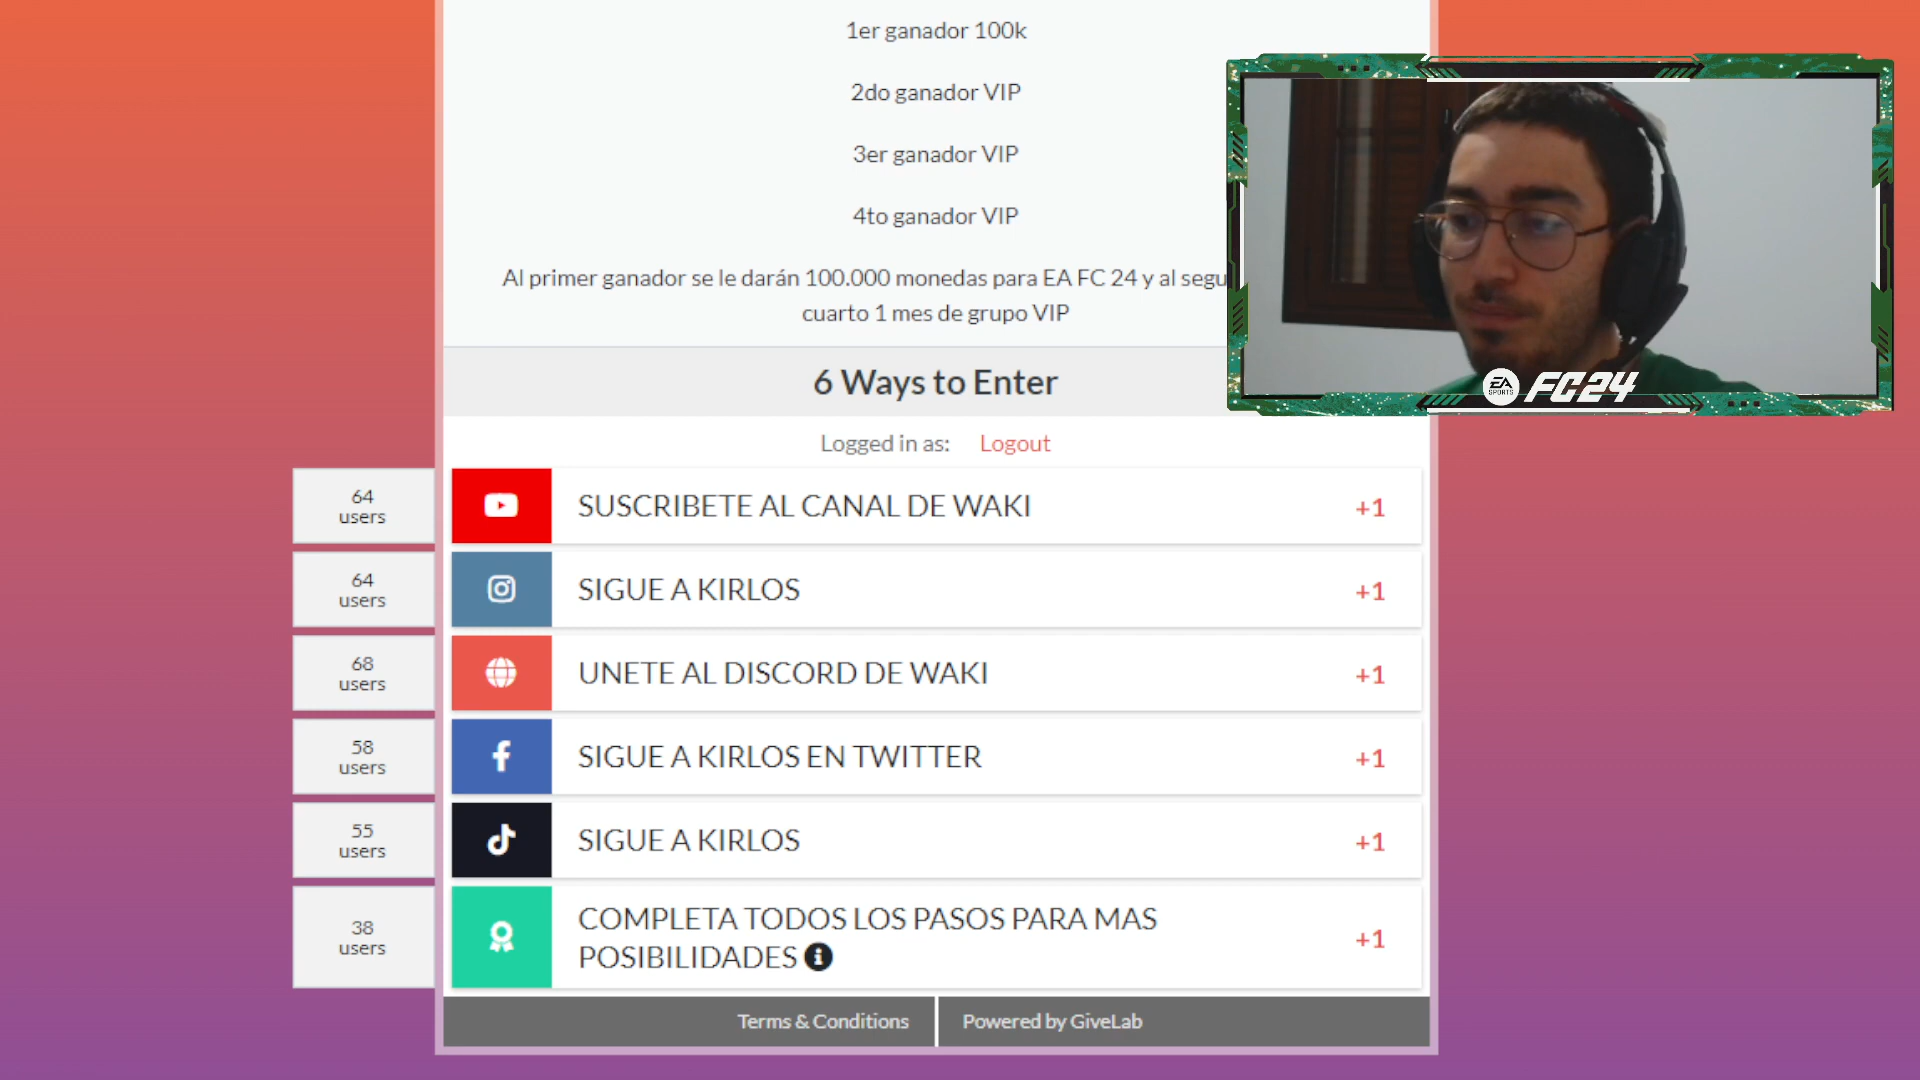 1er ganador 100k
2do ganador VIP
3er ganador VIP
4to ganador VIP
Al primer ganador se le darán 100.000 monedas para EA FC 24 y al
cuarto 1 mes de grupo VIP
EA SPORTS FC24
6 Ways to Enter
Logged in as: Logout
64 users
SUSCRIBETE AL CANAL DE WAKI +1
64 users
SIGUE A KIRLOS +1
68 users
UNETE AL DISCORD DE WAKI +1
58 users
SIGUE A KIRLOS EN TWITTER +1
55 users
SIGUE A KIRLOS +1
38 users
COMPLETA TODOS LOS PASOS PARA MAS
POSIBILIDADES +1
Terms & Conditions Powered by GiveLab